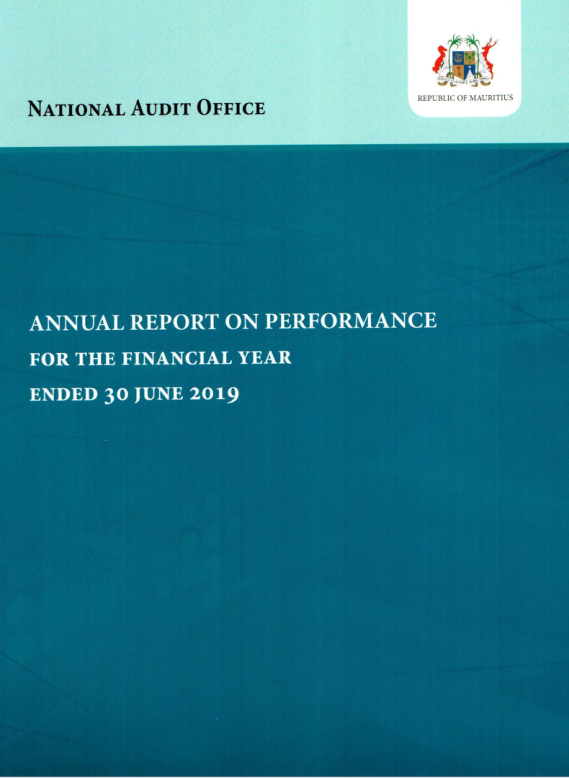 REPUBLIC OF MAURITIUS
NATIONAL AUDIT OFFICE
ANNUAL REPORT ON PERFORMANCE
FOR THE FINANCIAL YEAR
ENDED 30 JUNE 2019